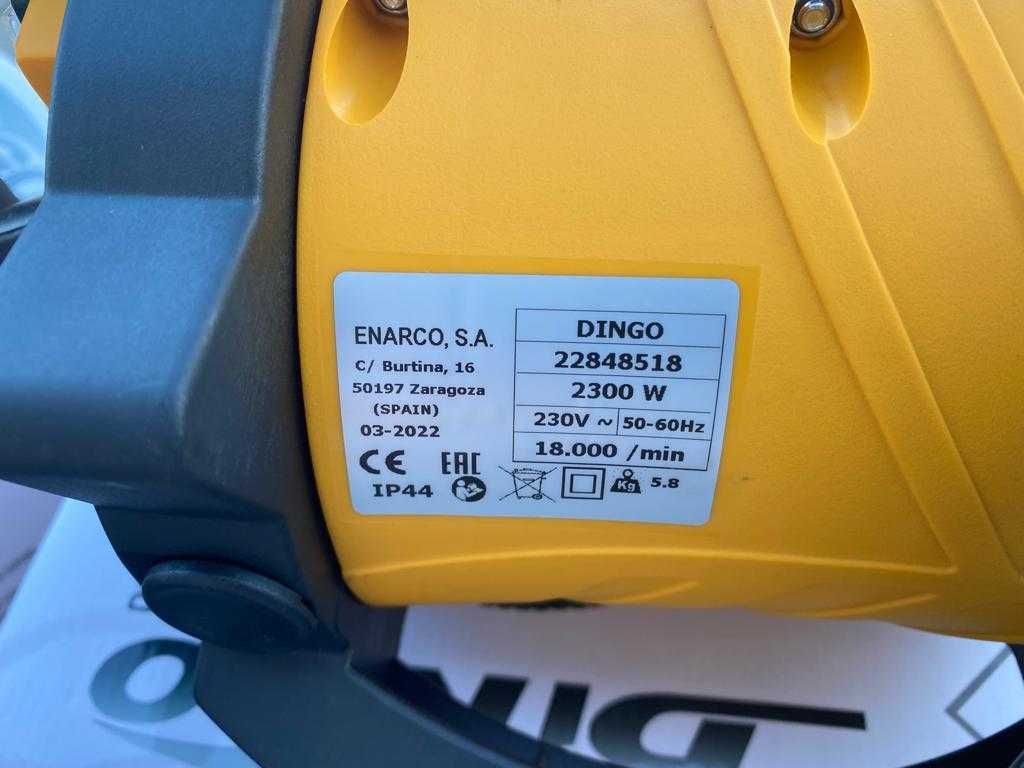 ENARCO, S.A.
C/ Burtina, 16
50197 Zaragoza
(SPAIN)
03-2022
CE EAC
IP44
DINGO
22848518
2300 W
230V ~ 50-60Hz
18.000 /min
Kg 5.8